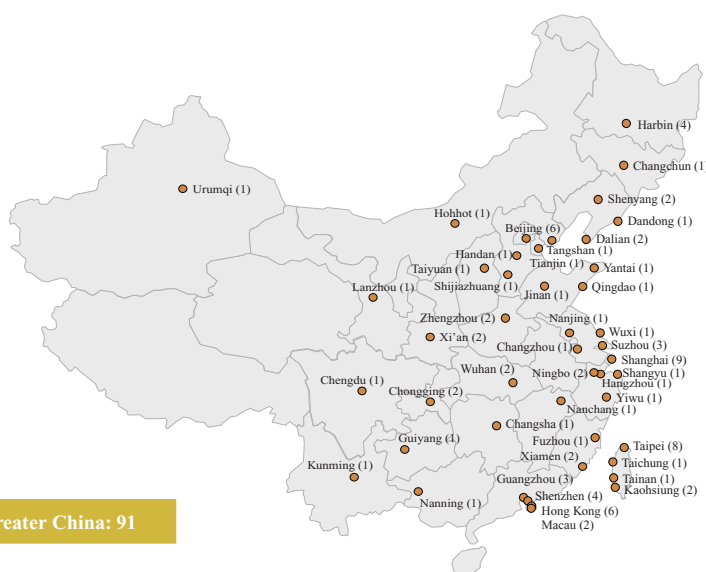 Harbin (4)
Changchun (1)
Urumqi (1)
Shenyang (2)
Hohhot (1)
Dandong (1)
Beijing (6)
Dalian (2)
Handan (1)
Tangshan (1)
Tianjin (1)
Taiyuan (1)
Yantai (1)
Shijiazhuang (1)
Lanzhou (1)
Jinan (1)
Qingdao (1)
Zhengzhou (2)
Nanjing (1)
Wuxi (1)
Xi’an (2)
Changzhou (1)
Suzhou (3)
Shanghai (9)
Wuhan (2)
Ningbo (2)
Shangyu (1)
Chengdu (1)
Hangzhou (1)
Chongging (2)
Yiwu (1)
Nanchang (1)
Changsha (1)
Guiyang (1)
Fuzhou (1)
Taipei (8)
Xiamen (2)
Kunming (1)
Taichung (1)
Guangzhou (3)
Tainan (1)
Kaohsiung (2)
Nanning (1)
Shenzhen (4)
Hong Kong (6)
Macau (2)
reater China: 91